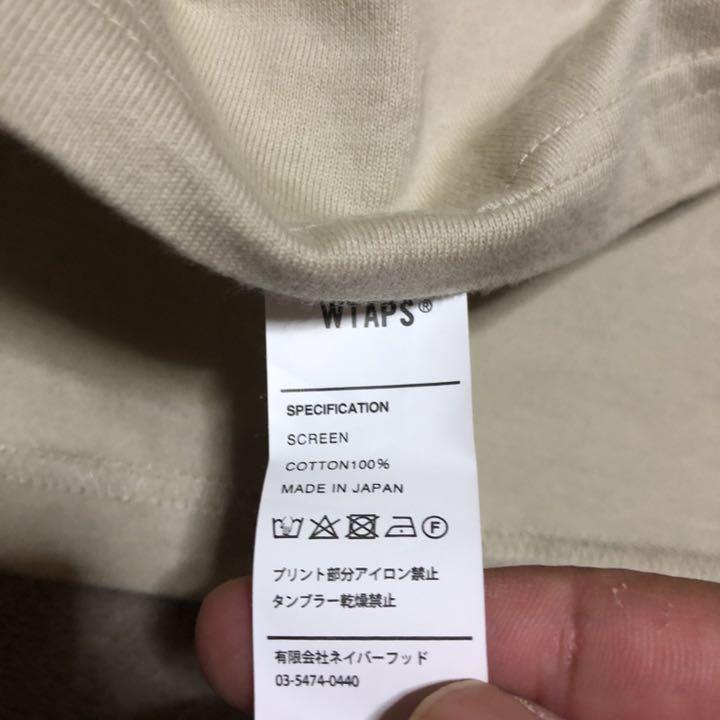 WTAPS®
SPECIFICATION
SCREEN
COTTON100%
MADE IN JAPAN
F
プリント部分アイロン禁止
タンブラー乾燥禁止
有限会社ネイバーフッド
03-5474-0440